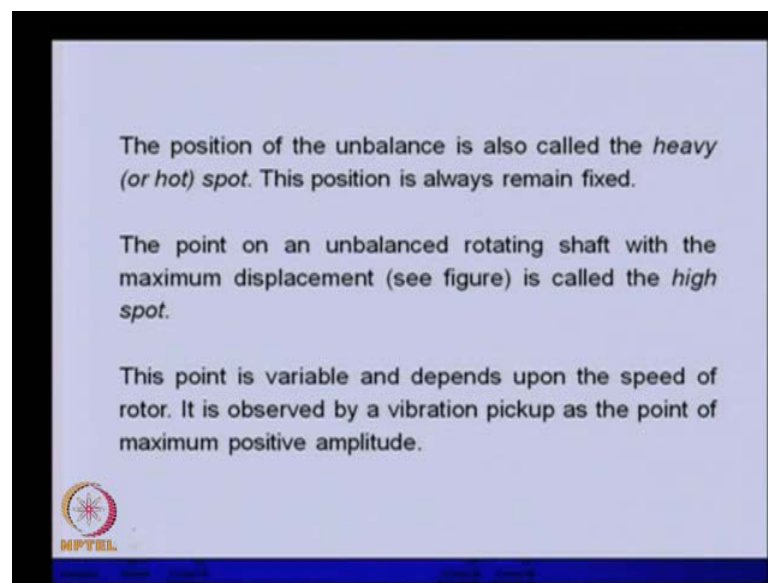 The position of the unbalance is also called the heavy
(or hot) spot. This position is always remain fixed.
The point on an unbalanced rotating shaft with the
maximum displacement (see figure) is called the high
spot.
This point is variable and depends upon the speed of
rotor. It is observed by a vibration pickup as the point of
maximum positive amplitude.
NPTEL